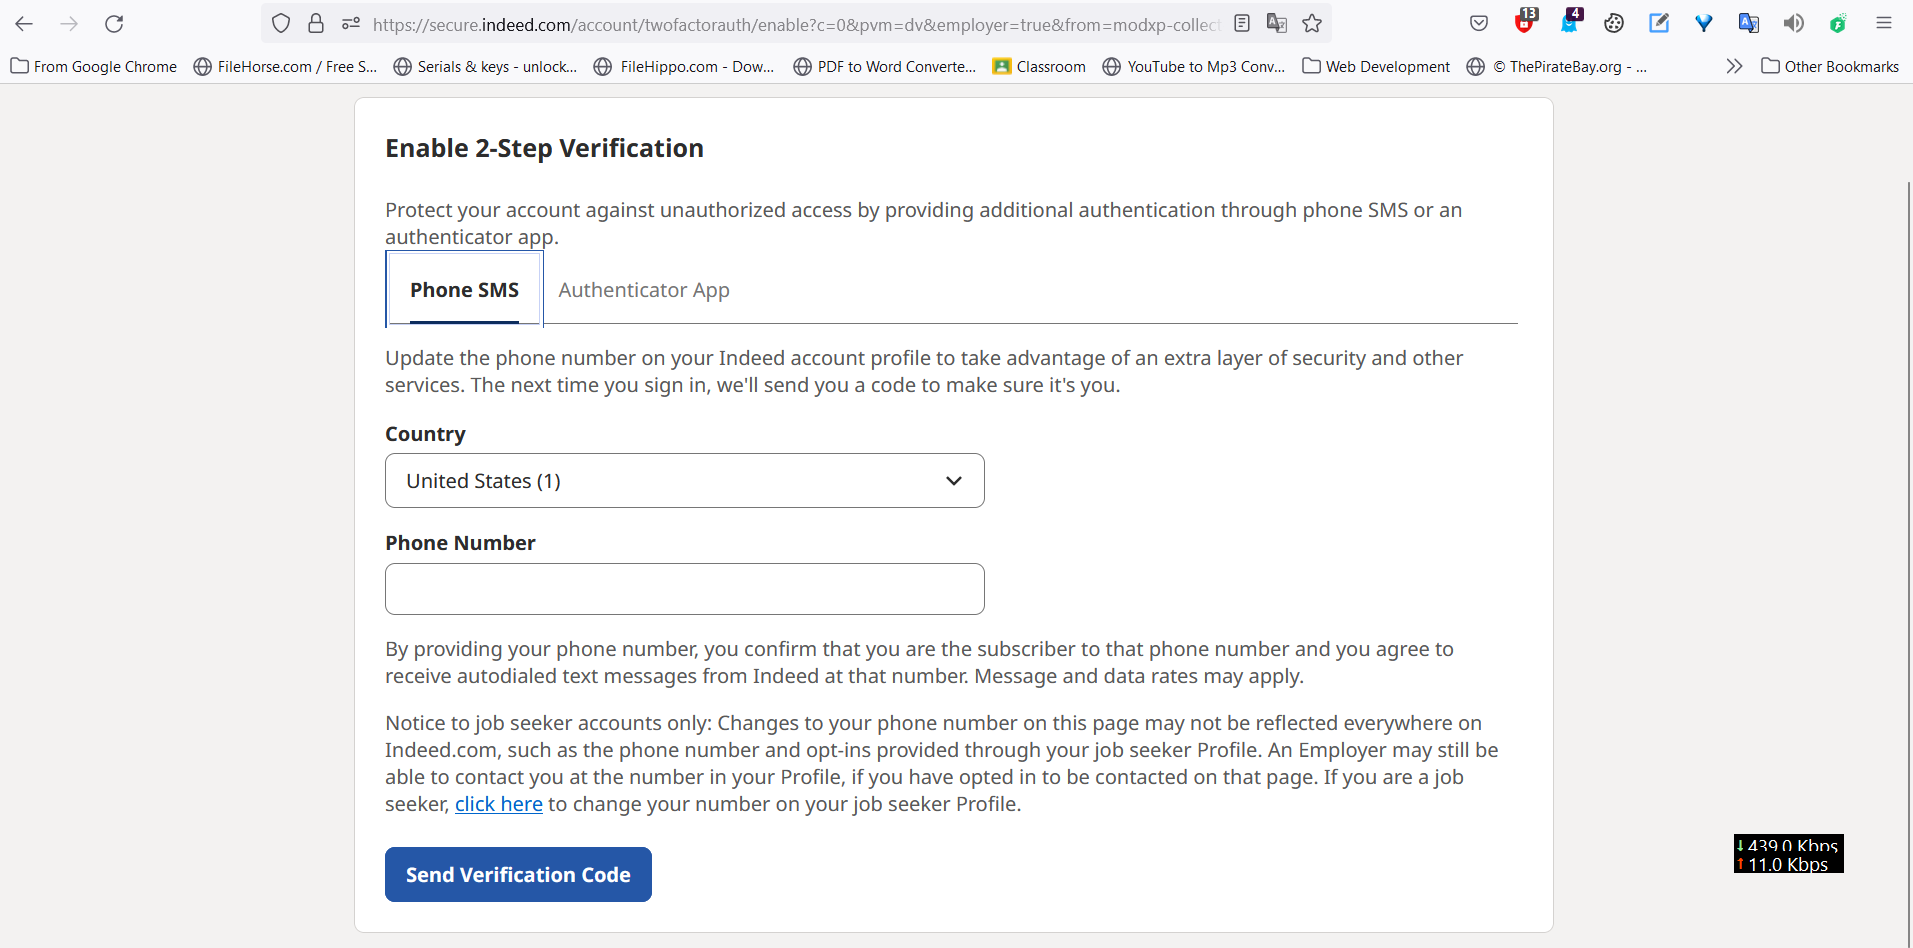 https://secure.indeed.com/account/twofactorauth/enable?c=0&pvm=dv&employer=true&from=modxp-collect
13
4
From Google Chrome
FileHorse.com / Free S...
Serials & keys - unlock...
FileHippo.com - Dow...
PDF to Word Converte...
Classroom
YouTube to Mp3 Conv...
Web Development
© ThePirateBay.org - ...
Other Bookmarks
Enable 2-Step Verification
Protect your account against unauthorized access by providing additional authentication through phone SMS or an
authenticator app.
Phone SMS
Authenticator App
Update the phone number on your Indeed account profile to take advantage of an extra layer of security and other
services. The next time you sign in, we'll send you a code to make sure it's you.
Country
United States (1)
Phone Number
By providing your phone number, you confirm that you are the subscriber to that phone number and you agree to
receive autodialed text messages from Indeed at that number. Message and data rates may apply.
Notice to job seeker accounts only: Changes to your phone number on this page may not be reflected everywhere on
Indeed.com, such as the phone number and opt-ins provided through your job seeker Profile. An Employer may still be
able to contact you at the number in your Profile, if you have opted in to be contacted on that page. If you are a job
seeker, click here to change your number on your job seeker Profile.
Send Verification Code
↓ 439.0 Kbps
↑ 11.0 Kbps